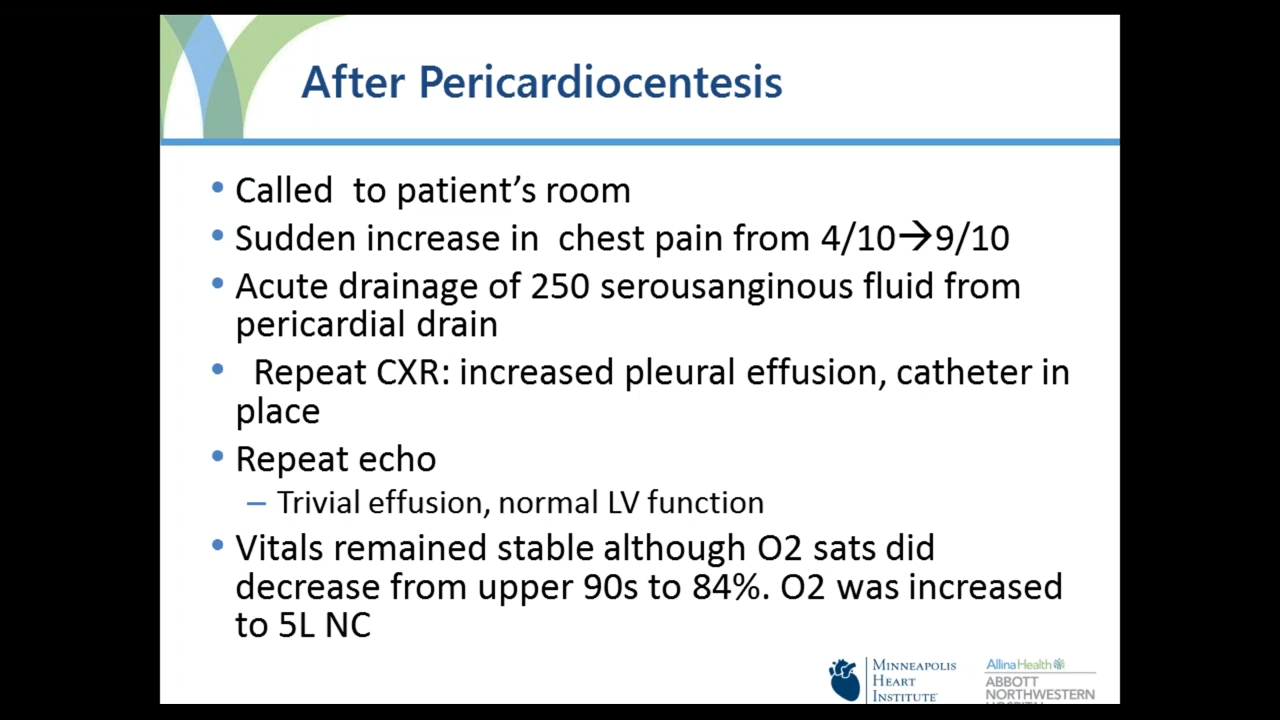 After Pericardiocentesis
• Called to patient’s room
• Sudden increase in chest pain from 4/10→9/10
• Acute drainage of 250 serousanginous fluid from
pericardial drain
• Repeat CXR: increased pleural effusion, catheter in
place
• Repeat echo
– Trivial effusion, normal LV function
• Vitals remained stable although O2 sats did
decrease from upper 90s to 84%. O2 was increased
to 5L NC
MINNEAPOLIS
HEART
INSTITUTE
AllinaHealth
ABBOTT
NORTHWESTERN
HOSPITAL